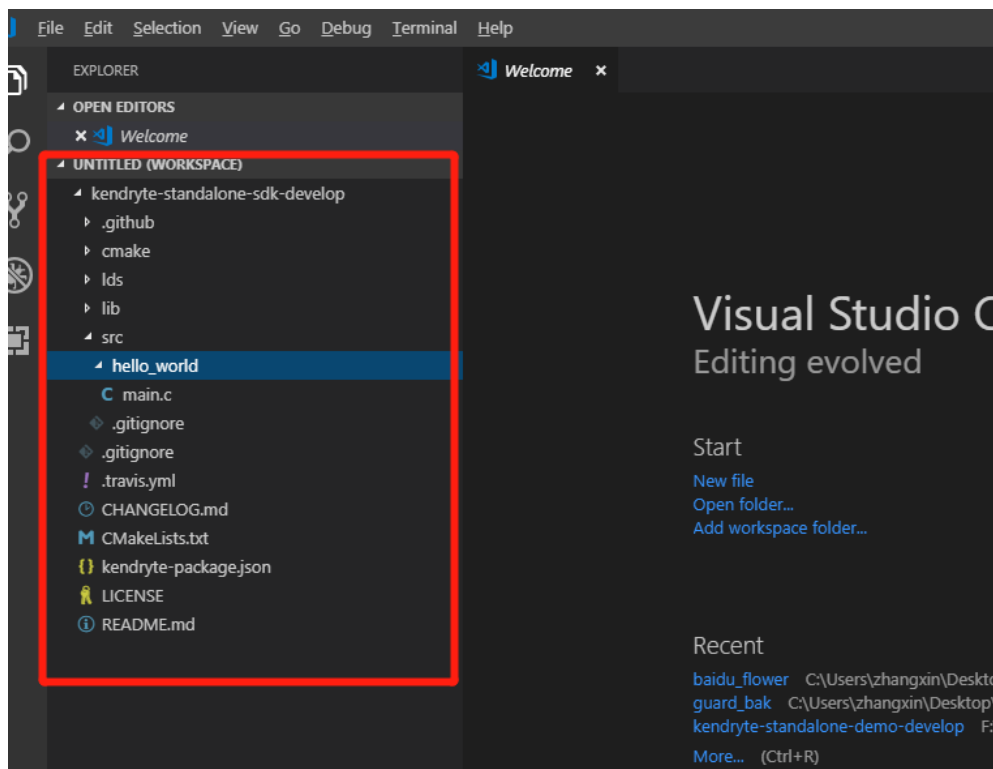 File Edit Selection View Go Debug Terminal Help
EXPLORER
OPEN EDITORS
Welcome
UNTITLED (WORKSPACE)
kendryte-standalone-sdk-develop
.github
cmake
lds
lib
src
hello_world
C main.c
.gitignore
.gitignore
! .travis.yml
CHANGELOG.md
M CMakeLists.txt
{} kendryte-package.json
LICENSE
README.md
Welcome
Visual Studio
Editing evolved
Start
New file
Open folder...
Add workspace folder...
Recent
baidu_flower C:\Users\zhangxin\Deskt
guard_bak C:\Users\zhangxin\Desktop\
kendryte-standalone-demo-develop F:
More... (Ctrl+R)